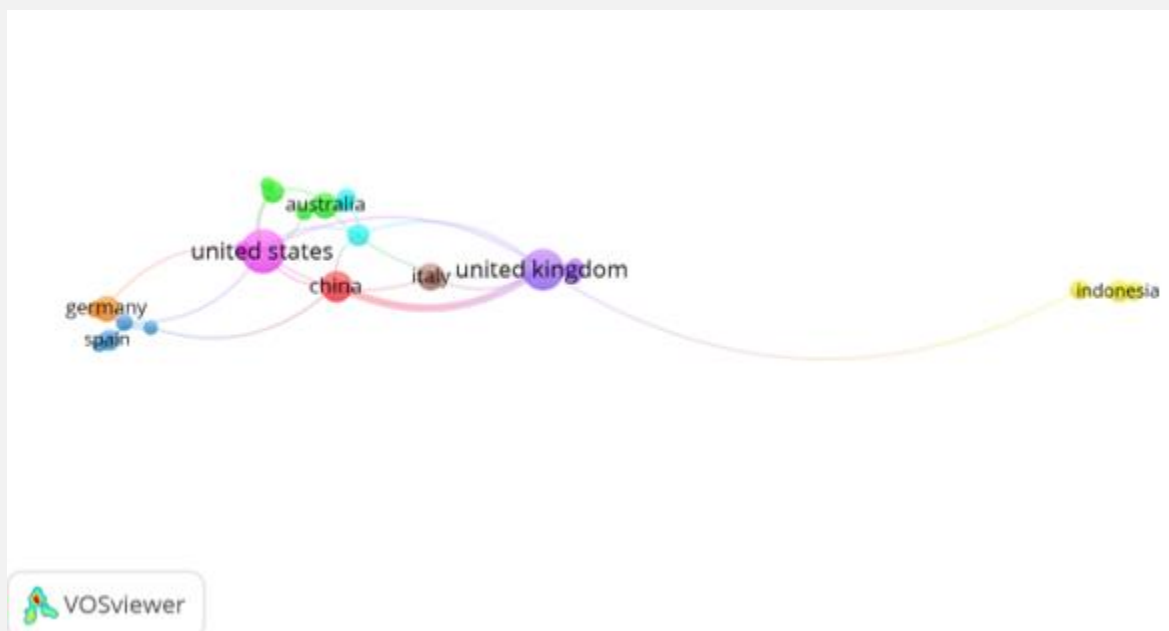 australia
united states
italy
united kingdom
china
indonesia
germany
spain
VOSviewer